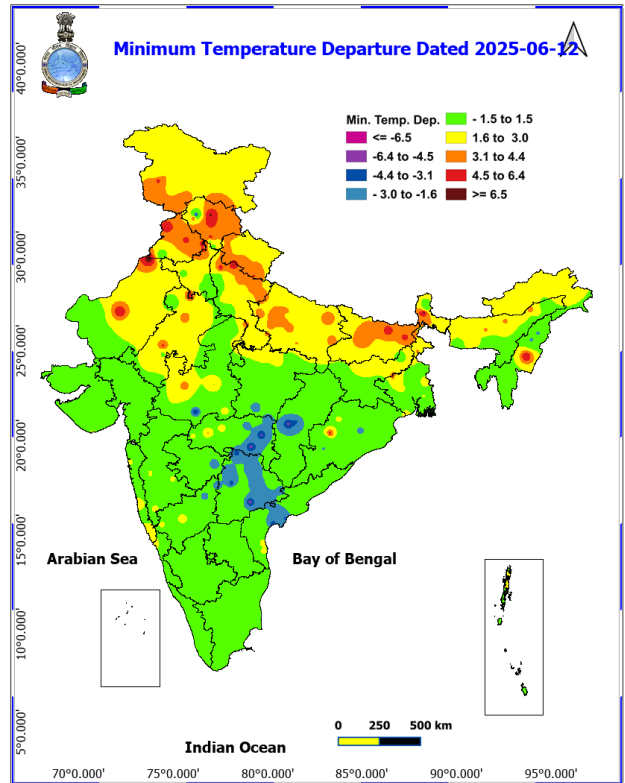 Minimum Temperature Departure Dated 2025-06-12
Min. Temp. Dep.
<= -6.5
-6.4 to -4.5
-4.4 to -3.1
- 3.0 to -1.6
- 1.5 to 1.5
1.6 to 3.0
3.1 to 4.4
4.5 to 6.4
>= 6.5
40°0.000'
35°0.000'
30°0.000'
25°0.000'
20°0.000'
15°0.000'
10°0.000'
5°0.000'
Arabian Sea
Bay of Bengal
Indian Ocean
0 250 500 km
70°0.000' 75°0.000' 80°0.000' 85°0.000' 90°0.000' 95°0.000'